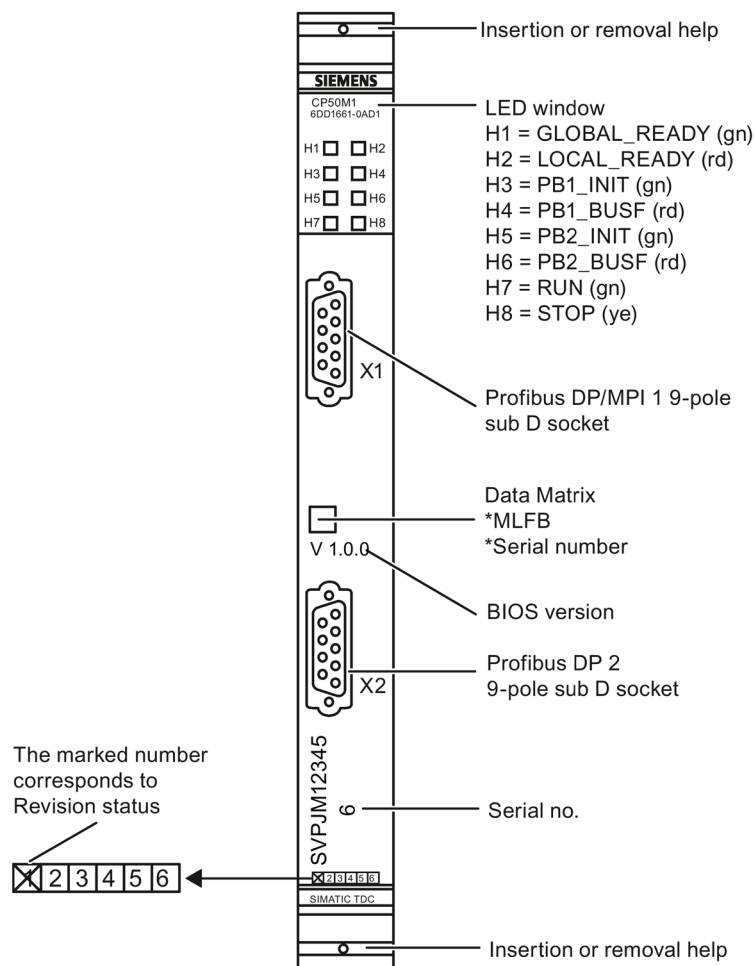 Insertion or removal help
SIEMENS
CP50M1
6DD1661-0AD1
H1 H2
H3 H4
H5 H6
H7 H8
LED window
H1 = GLOBAL_READY (gn)
H2 = LOCAL_READY (rd)
H3 = PB1_INIT (gn)
H4 = PB1_BUSF (rd)
H5 = PB2_INIT (gn)
H6 = PB2_BUSF (rd)
H7 = RUN (gn)
H8 = STOP (ye)
X1
Profibus DP/MPI 1 9-pole
sub D socket
Data Matrix
*MLFB
*Serial number
V 1.0.0
BIOS version
X2
Profibus DP 2
9-pole sub D socket
The marked number
corresponds to
Revision status
SVPJM12345
6
Serial no.
1 2 3 4 5 6
1 2 3 4 5 6
SIMATIC TDC
Insertion or removal help